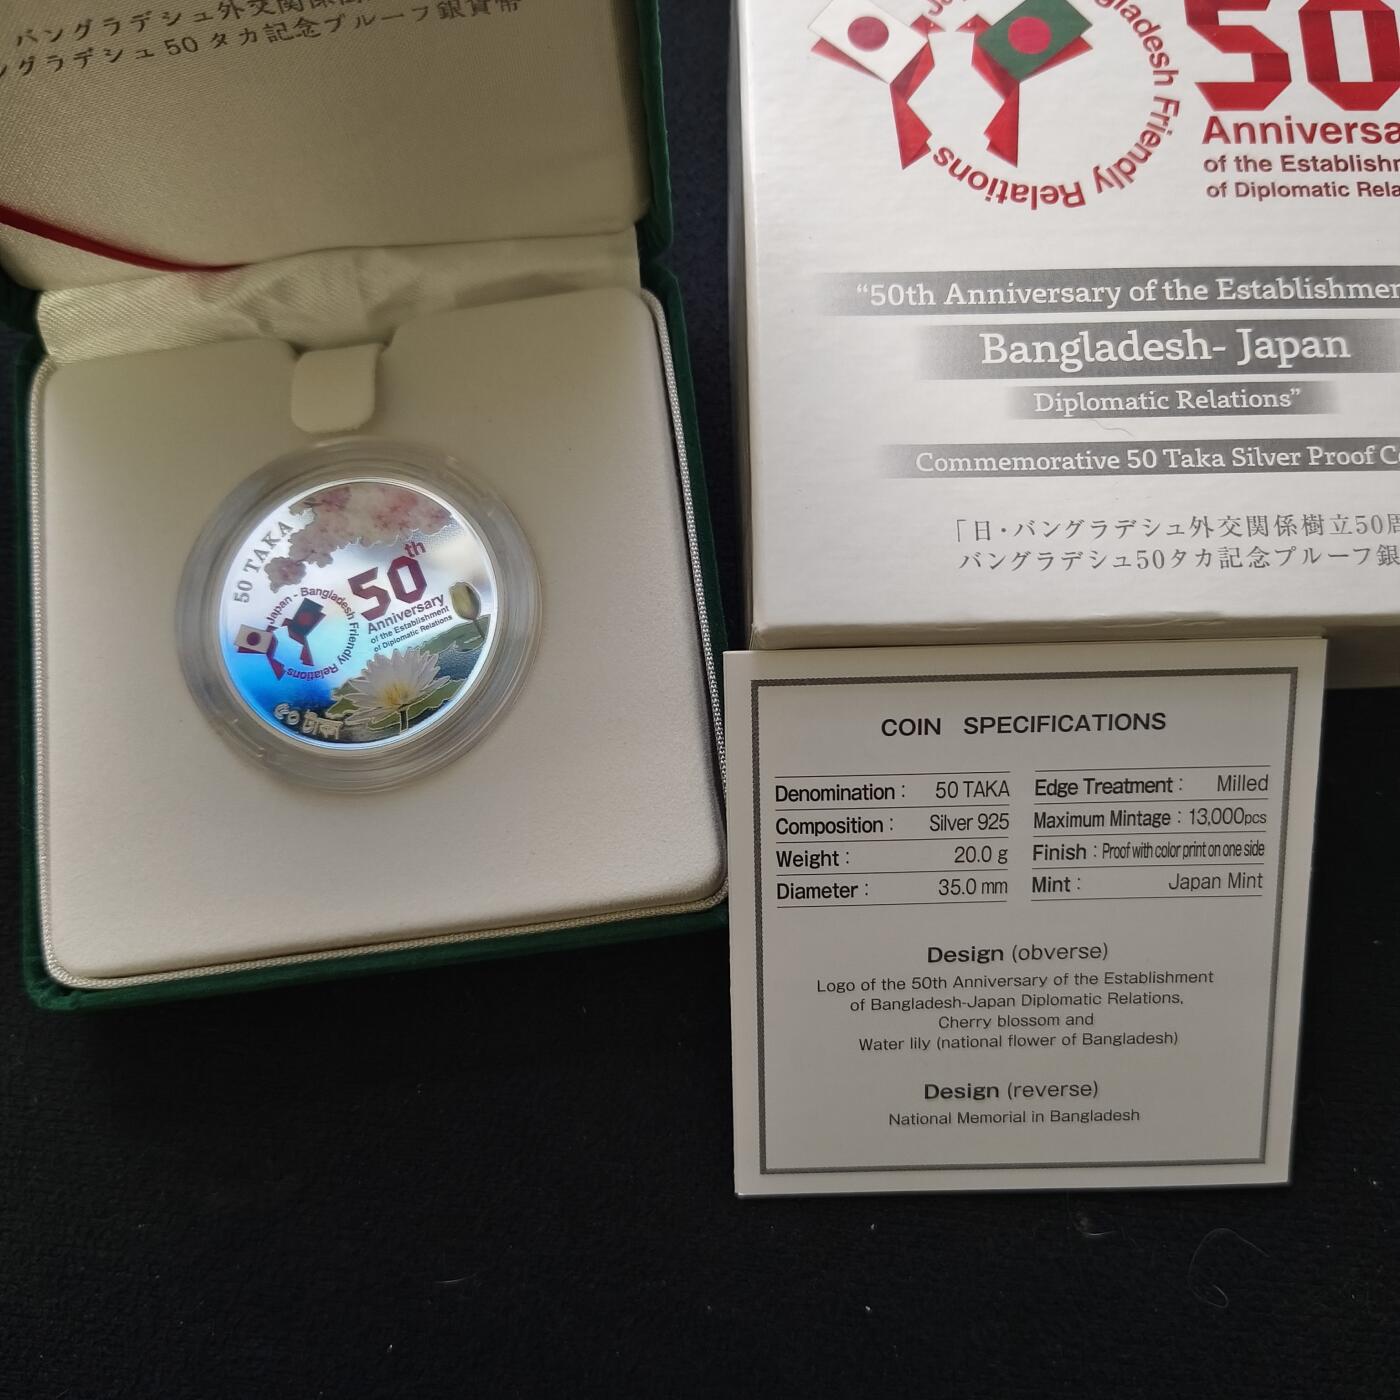 バングラデシュ外交関係樹
グラデシュ50タカ記念プルーフ銀貨幣
50 TAKA
50th
Anniversary
of the Establishment
of Diplomatic Relations
Japan - Bangladesh Friendly Relations
৫০ টাকা
ladesh Friendly Relations
50
Anniversa
of the Establishm
of Diplomatic Rela
“50th Anniversary of the Establishmen
Bangladesh- Japan
Diplomatic Relations”
Commemorative 50 Taka Silver Proof Co
「日・バングラデシュ外交関係樹立50周
バングラデシュ50タカ記念プルーフ銀
COIN SPECIFICATIONS
Denomination : 50 TAKA
Composition : Silver 925
Weight : 20.0 g
Diameter : 35.0 mm
Edge Treatment : Milled
Maximum Mintage : 13,000pcs
Finish : Proof with color print on one side
Mint : Japan Mint
Design (obverse)
Logo of the 50th Anniversary of the Establishment
of Bangladesh-Japan Diplomatic Relations,
Cherry blossom and
Water lily (national flower of Bangladesh)
Design (reverse)
National Memorial in Bangladesh